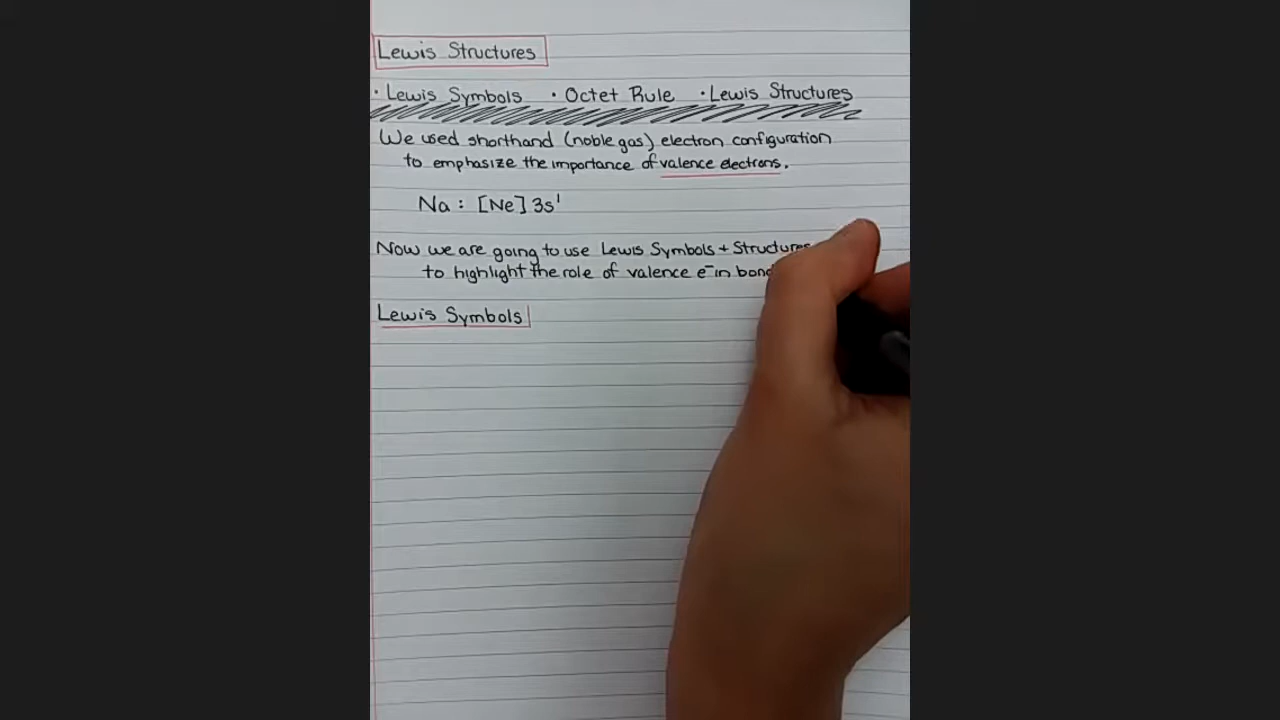 Lewis Structures
· Lewis Symbols · Octet Rule · Lewis Structures
We used shorthand (noble gas) electron configuration
to emphasize the importance of valence electrons.
Na : [Ne] 3s¹
Now we are going to use Lewis Symbols + Structures
to highlight the role of valence e⁻ in
Lewis Symbols